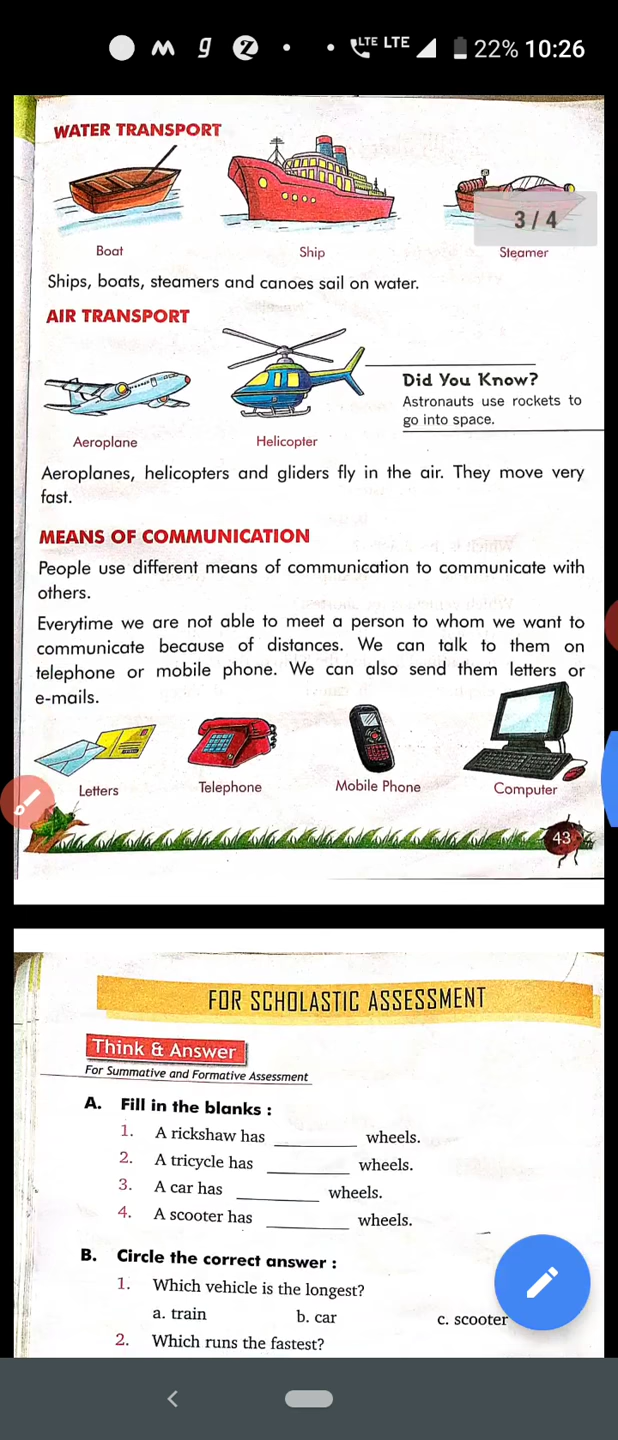 LTE LTE 22% 10:26
WATER TRANSPORT
3 / 4
Boat Ship Steamer
Ships, boats, steamers and canoes sail on water.
AIR TRANSPORT
Did You Know?
Astronauts use rockets to
go into space.
Aeroplane Helicopter
Aeroplanes, helicopters and gliders fly in the air. They move very
fast.
MEANS OF COMMUNICATION
People use different means of communication to communicate with
others.
Everytime we are not able to meet a person to whom we want to
communicate because of distances. We can talk to them on
telephone or mobile phone. We can also send them letters or
e-mails.
Letters Telephone Mobile Phone Computer
43
FOR SCHOLASTIC ASSESSMENT
Think & Answer
For Summative and Formative Assessment
A. Fill in the blanks :
1. A rickshaw has ________ wheels.
2. A tricycle has ________ wheels.
3. A car has ________ wheels.
4. A scooter has ________ wheels.
B. Circle the correct answer :
1. Which vehicle is the longest?
a. train b. car c. scooter
2. Which runs the fastest?